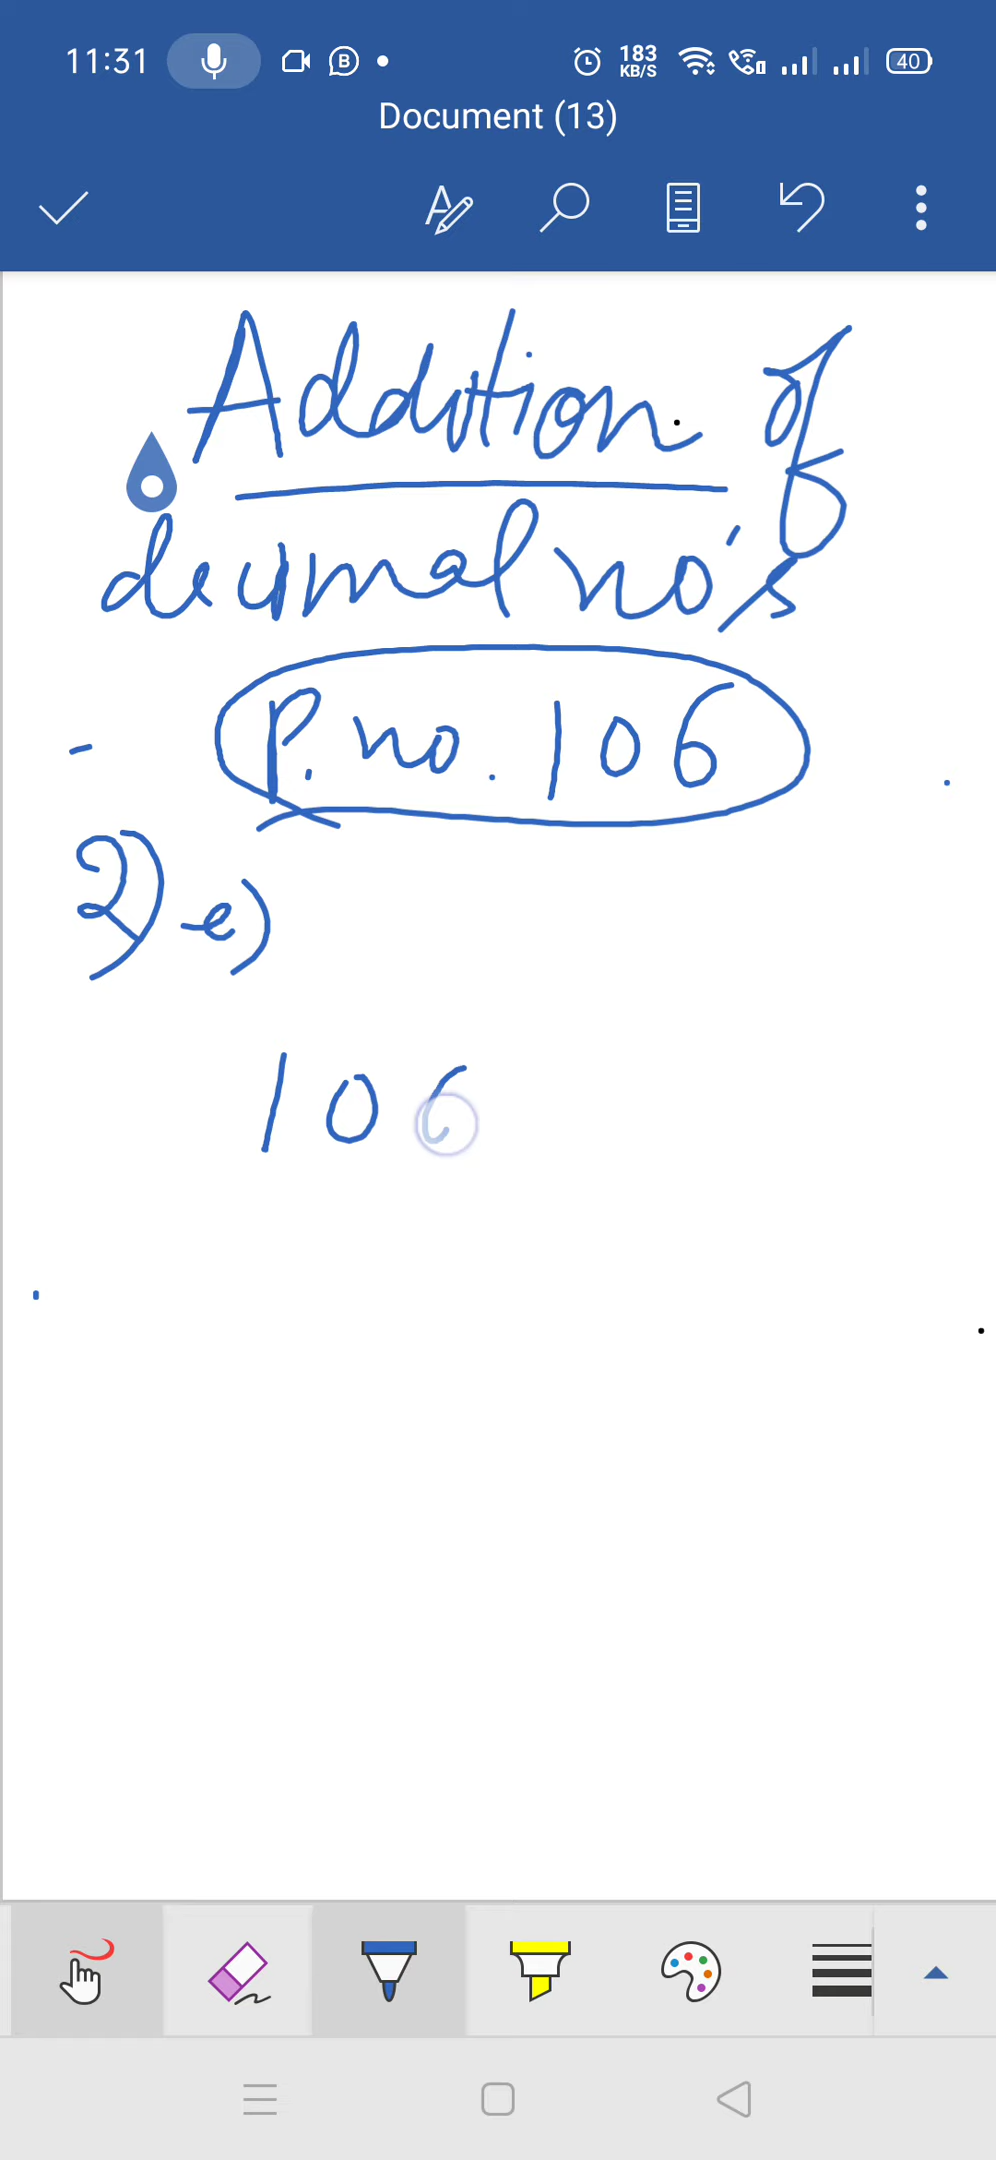 11:31 183 KB/S 40
Document (13)
Addition of
decimal no's
P. no. 106
2) e)
106